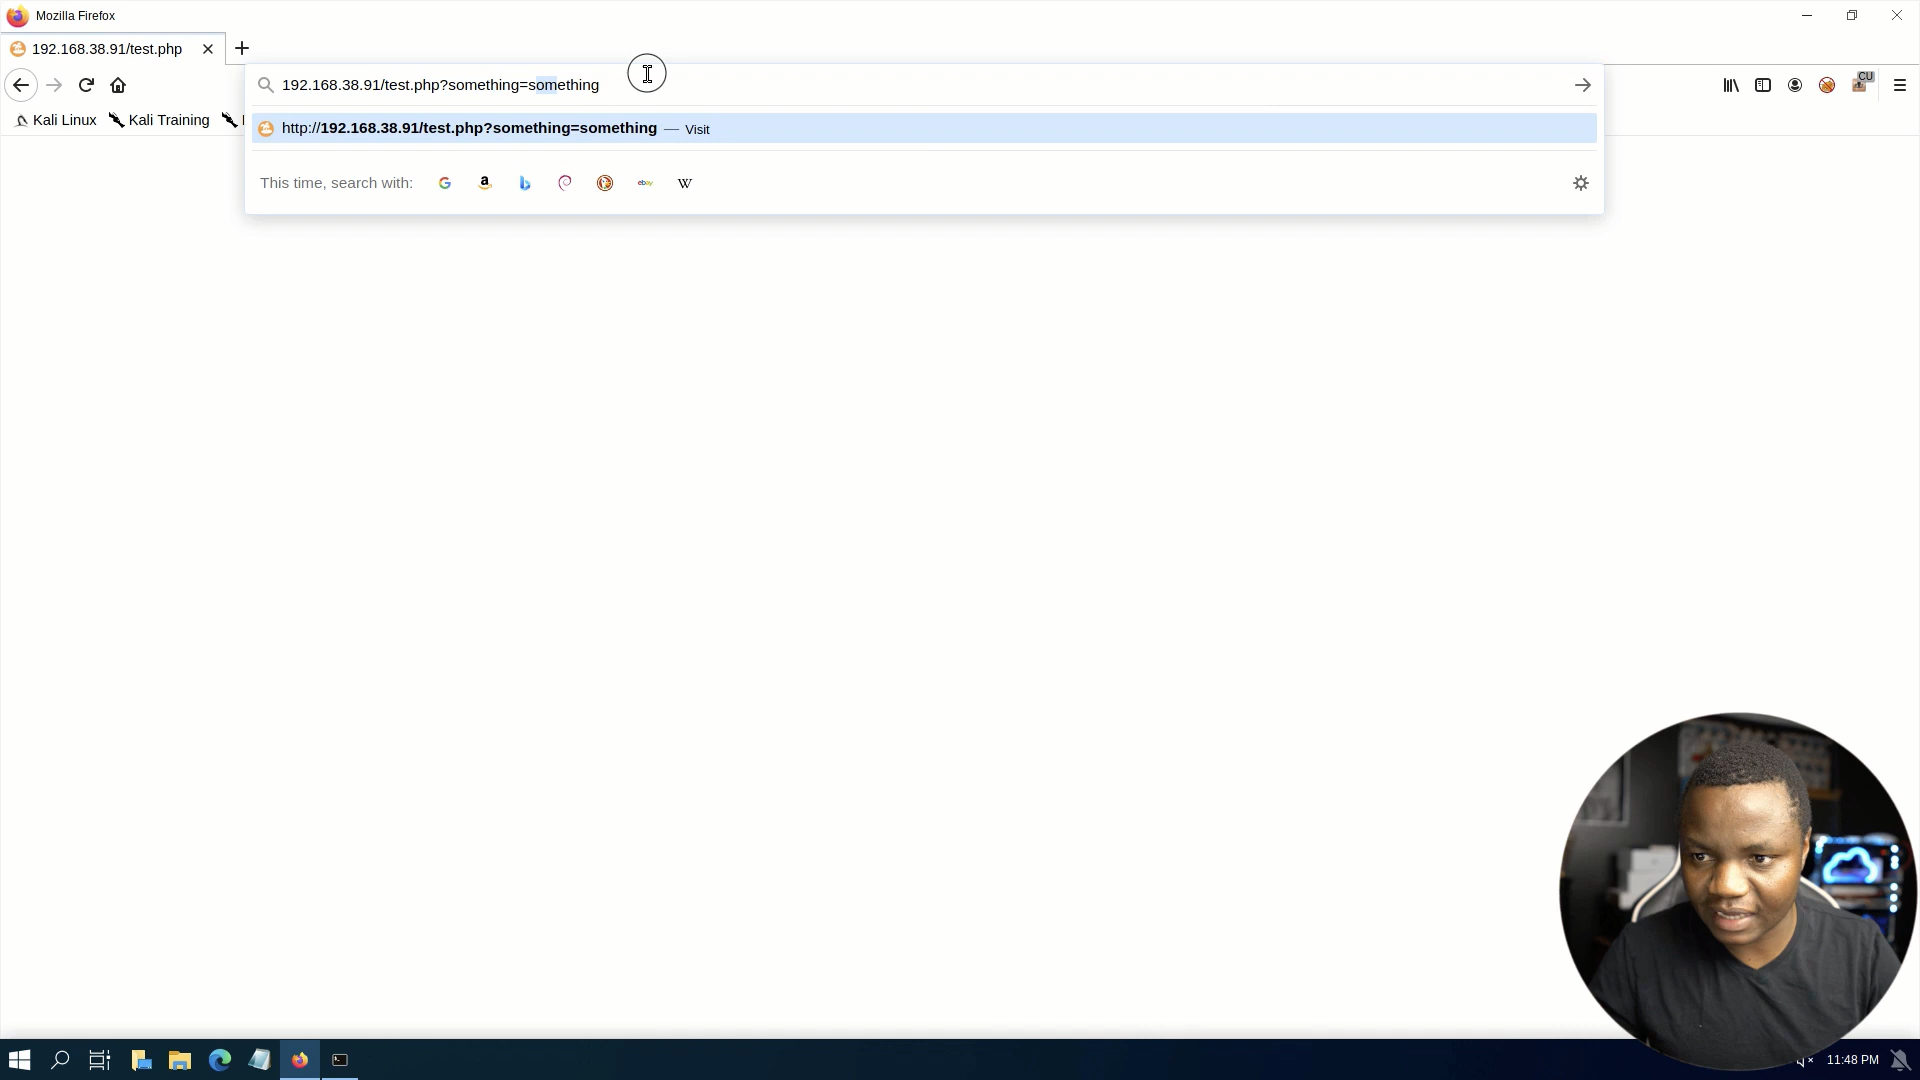 Mozilla Firefox
192.168.38.91/test.php
192.168.38.91/test.php?something=something
CU
Kali Linux
Kali Training
http://192.168.38.91/test.php?something=something — Visit
This time, search with:
ebay
W
11:48 PM